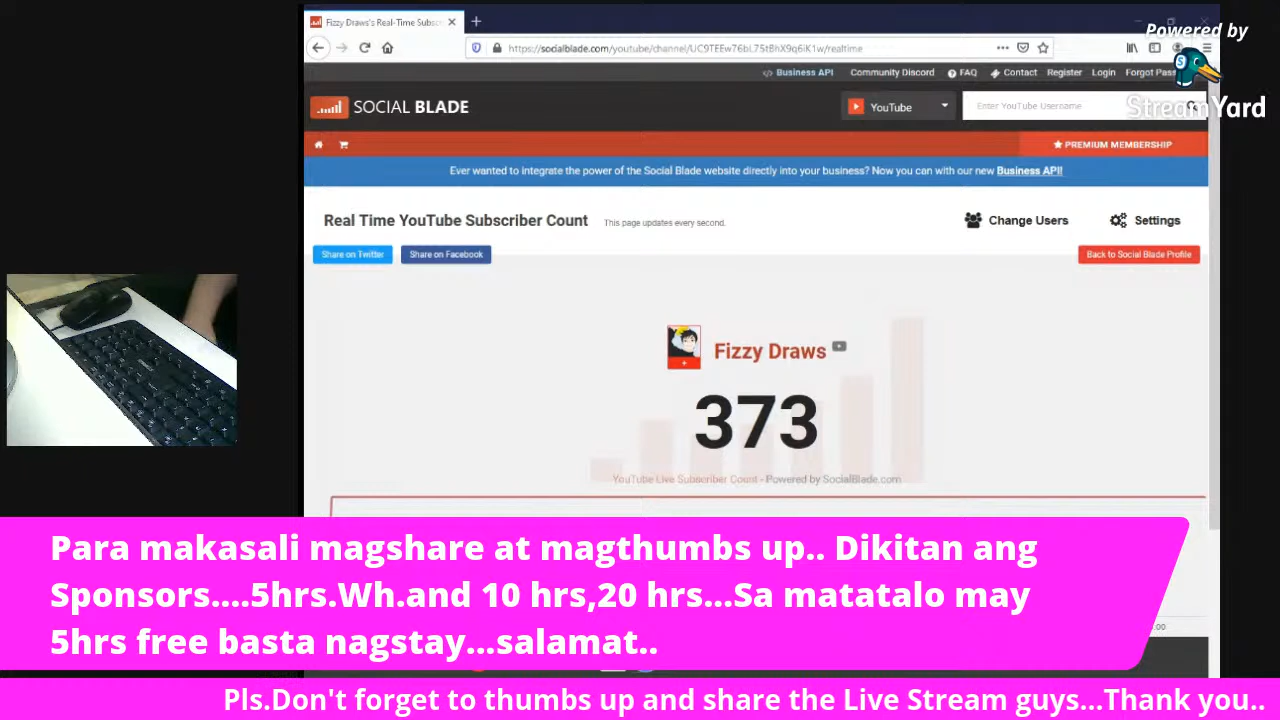 Fizzy Draws's Real-Time Subscr
Powered by
StreamYard
https://socialblade.com/youtube/channel/UC9TEEw76bL75tBhX9q6iK1w/realtime
Business API Community Discord FAQ Contact Register Login Forgot Pass
SOCIAL BLADE
YouTube
Enter YouTube Username
PREMIUM MEMBERSHIP
Ever wanted to integrate the power of the Social Blade website directly into your business? Now you can with our new Business API!
Real Time YouTube Subscriber Count This page updates every second. Change Users Settings
Share on Twitter Share on Facebook Back to Social Blade Profile
Fizzy Draws
373
YouTube Live Subscriber Count - Powered by SocialBlade.com
Para makasali magshare at magthumbs up.. Dikitan ang
Sponsors....5hrs.Wh.and 10 hrs,20 hrs...Sa matatalo may
5hrs free basta nagstay...salamat..
Pls.Don't forget to thumbs up and share the Live Stream guys...Thank you..